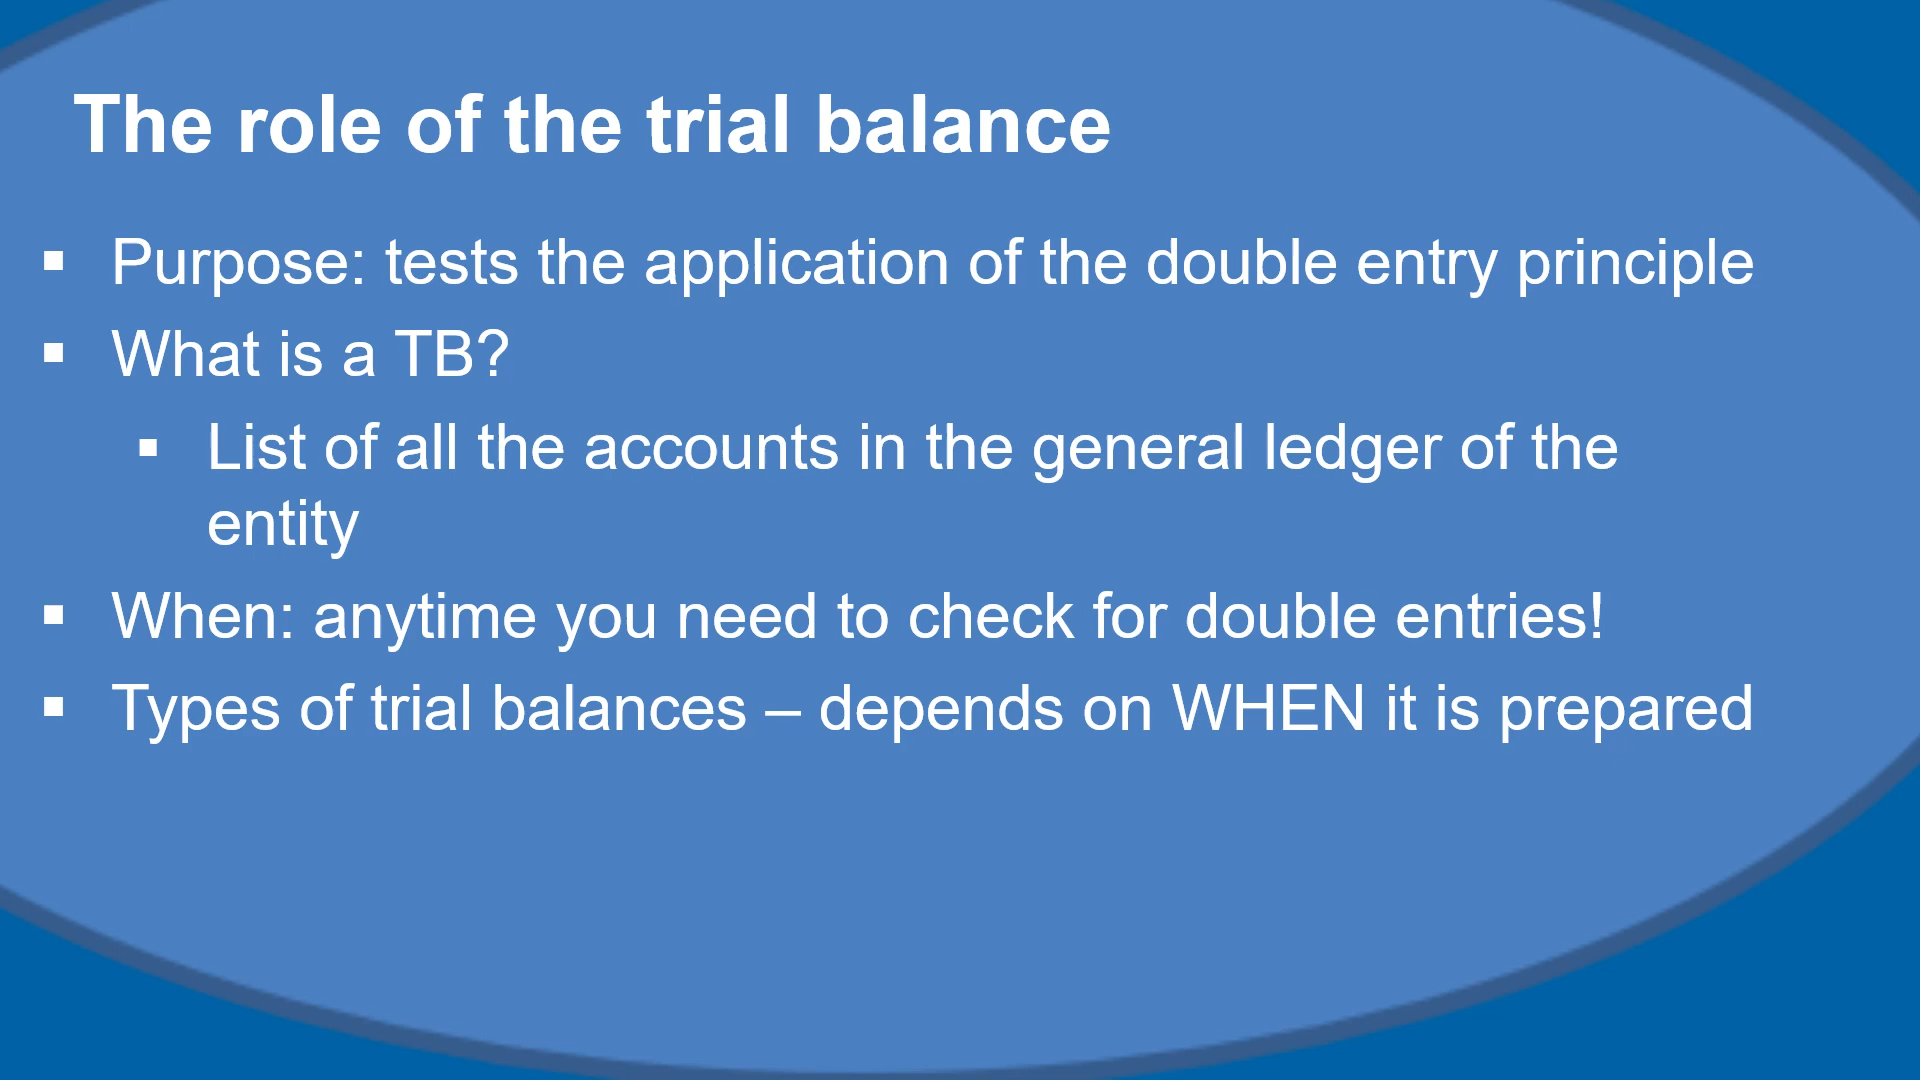 The role of the trial balance
▪ Purpose: tests the application of the double entry principle
▪ What is a TB?
▪ List of all the accounts in the general ledger of the
entity
▪ When: anytime you need to check for double entries!
▪ Types of trial balances – depends on WHEN it is prepared